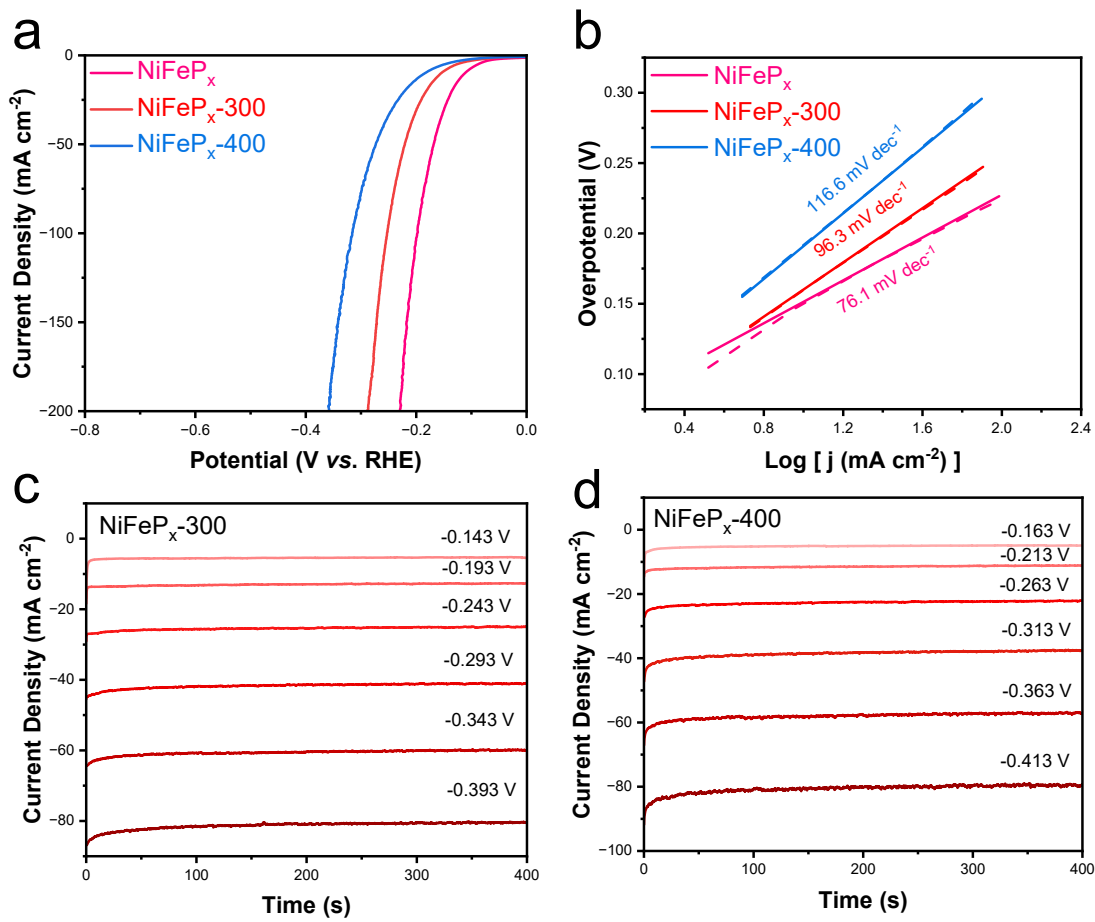 a
NiFePₓ
NiFePₓ-300
NiFePₓ-400
0
−50
−100
−150
−200
−0.8
−0.6
−0.4
−0.2
0.0
Current Density (mA cm⁻²)
Potential (V vs. RHE)
b
NiFePₓ
NiFePₓ-300
NiFePₓ-400
0.30
0.25
0.20
0.15
0.10
116.6 mV dec⁻¹
96.3 mV dec⁻¹
76.1 mV dec⁻¹
0.4
0.8
1.2
1.6
2.0
2.4
Overpotential (V)
Log [ j (mA cm⁻²) ]
c
NiFePₓ-300
0
−20
−40
−60
−80
-0.143 V
-0.193 V
-0.243 V
-0.293 V
-0.343 V
-0.393 V
0
100
200
300
400
Current Density (mA cm⁻²)
Time (s)
d
NiFePₓ-400
0
−20
−40
−60
−80
−100
-0.163 V
-0.213 V
-0.263 V
-0.313 V
-0.363 V
-0.413 V
0
100
200
300
400
Current Density (mA cm⁻²)
Time (s)